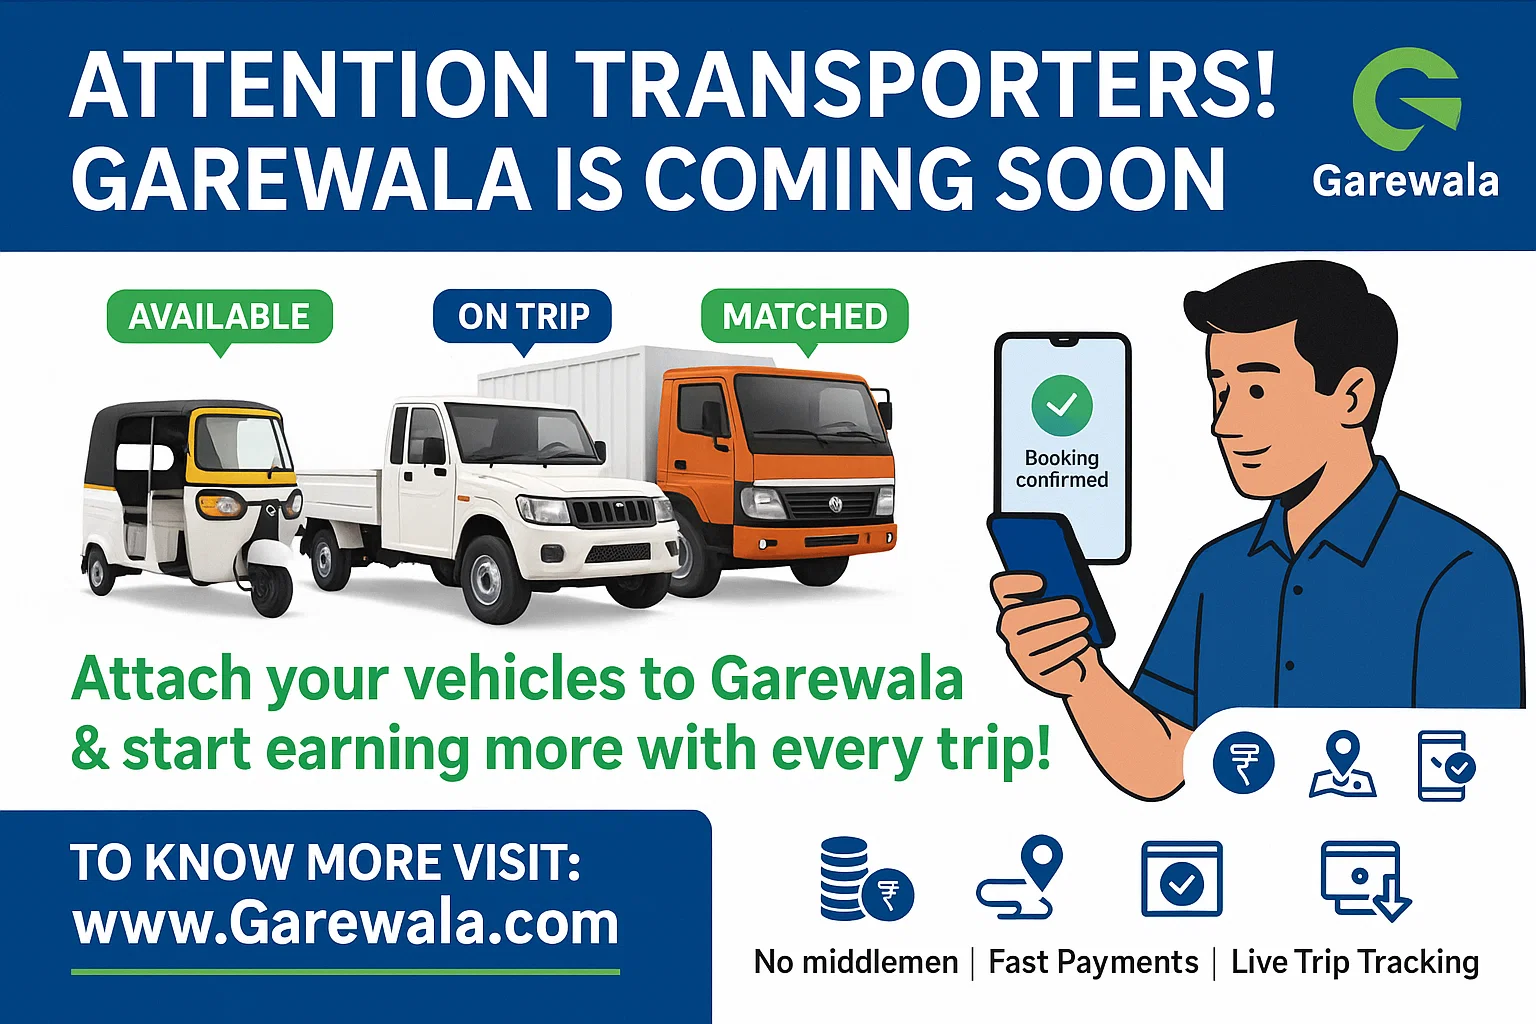 ATTENTION TRANSPORTERS!
GAREWALA IS COMING SOON
Garewala
AVAILABLE
ON TRIP
MATCHED
Booking
confirmed
Attach your vehicles to Garewala
& start earning more with every trip!
TO KNOW MORE VISIT:
www.Garewala.com
No middlemen | Fast Payments | Live Trip Tracking